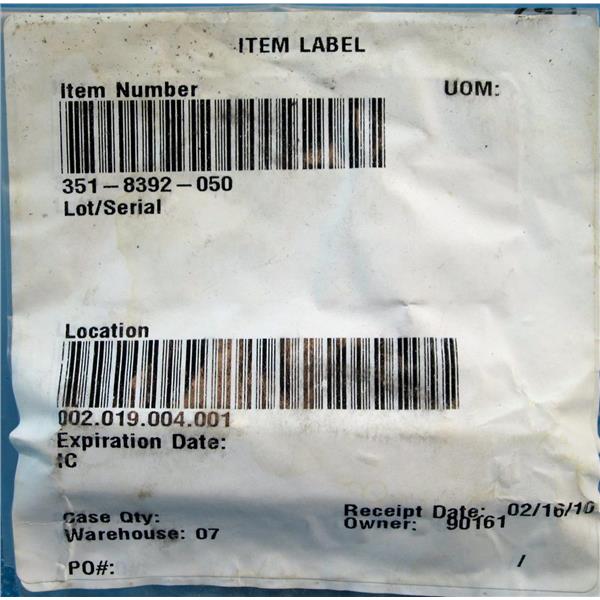 ITEM LABEL
Item Number UOM:
351-8392-050
Lot/Serial
Location
002.019.004.001
Expiration Date:
IC
Case Qty: Receipt Date: 02/16/10
Warehouse: 07 Owner: 90161
PO#: /